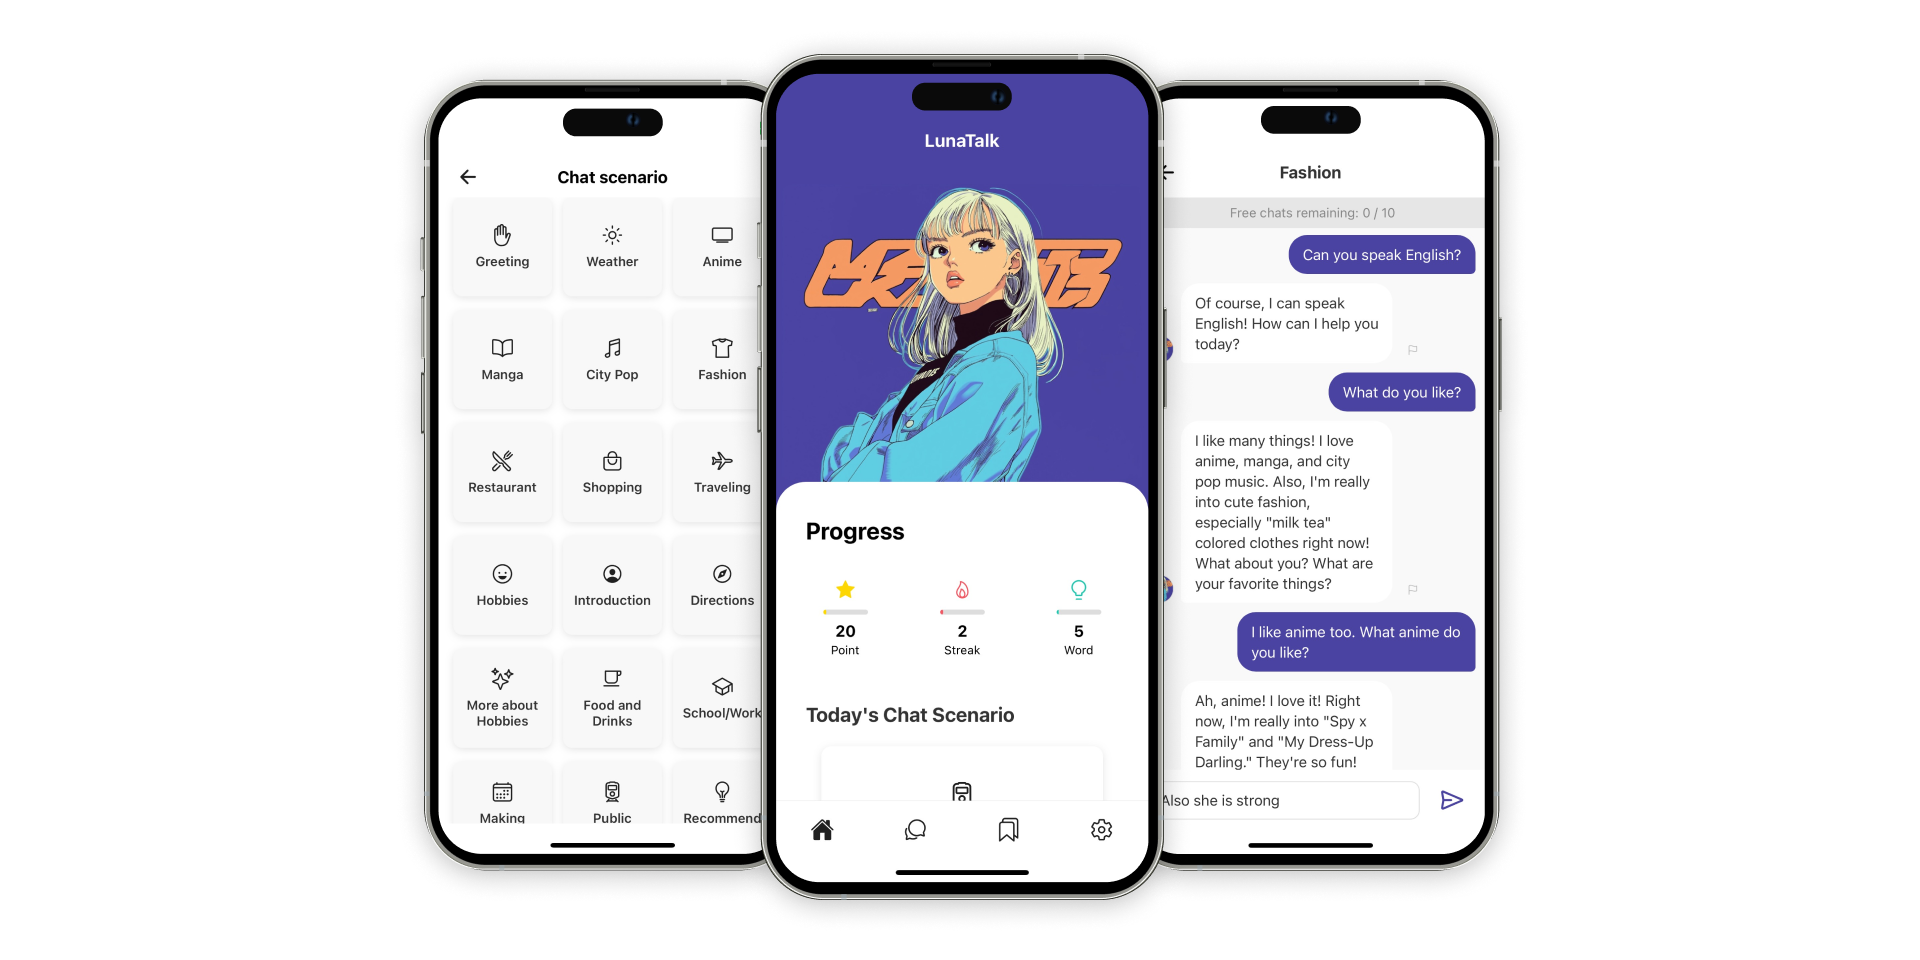 Chat scenario
Greeting
Weather
Anime
Manga
City Pop
Fashion
Restaurant
Shopping
Traveling
Hobbies
Introduction
Directions
More about
Hobbies
Food and
Drinks
School/Work
Making
Public
Recommend
LunaTalk
Progress
20
Point
2
Streak
5
Word
Today's Chat Scenario
Fashion
Free chats remaining: 0 / 10
Can you speak English?
Of course, I can speak
English! How can I help you
today?
What do you like?
I like many things! I love
anime, manga, and city
pop music. Also, I'm really
into cute fashion,
especially "milk tea"
colored clothes right now!
What about you? What are
your favorite things?
I like anime too. What anime do
you like?
Ah, anime! I love it! Right
now, I'm really into "Spy x
Family" and "My Dress-Up
Darling." They're so fun!
Also she is strong